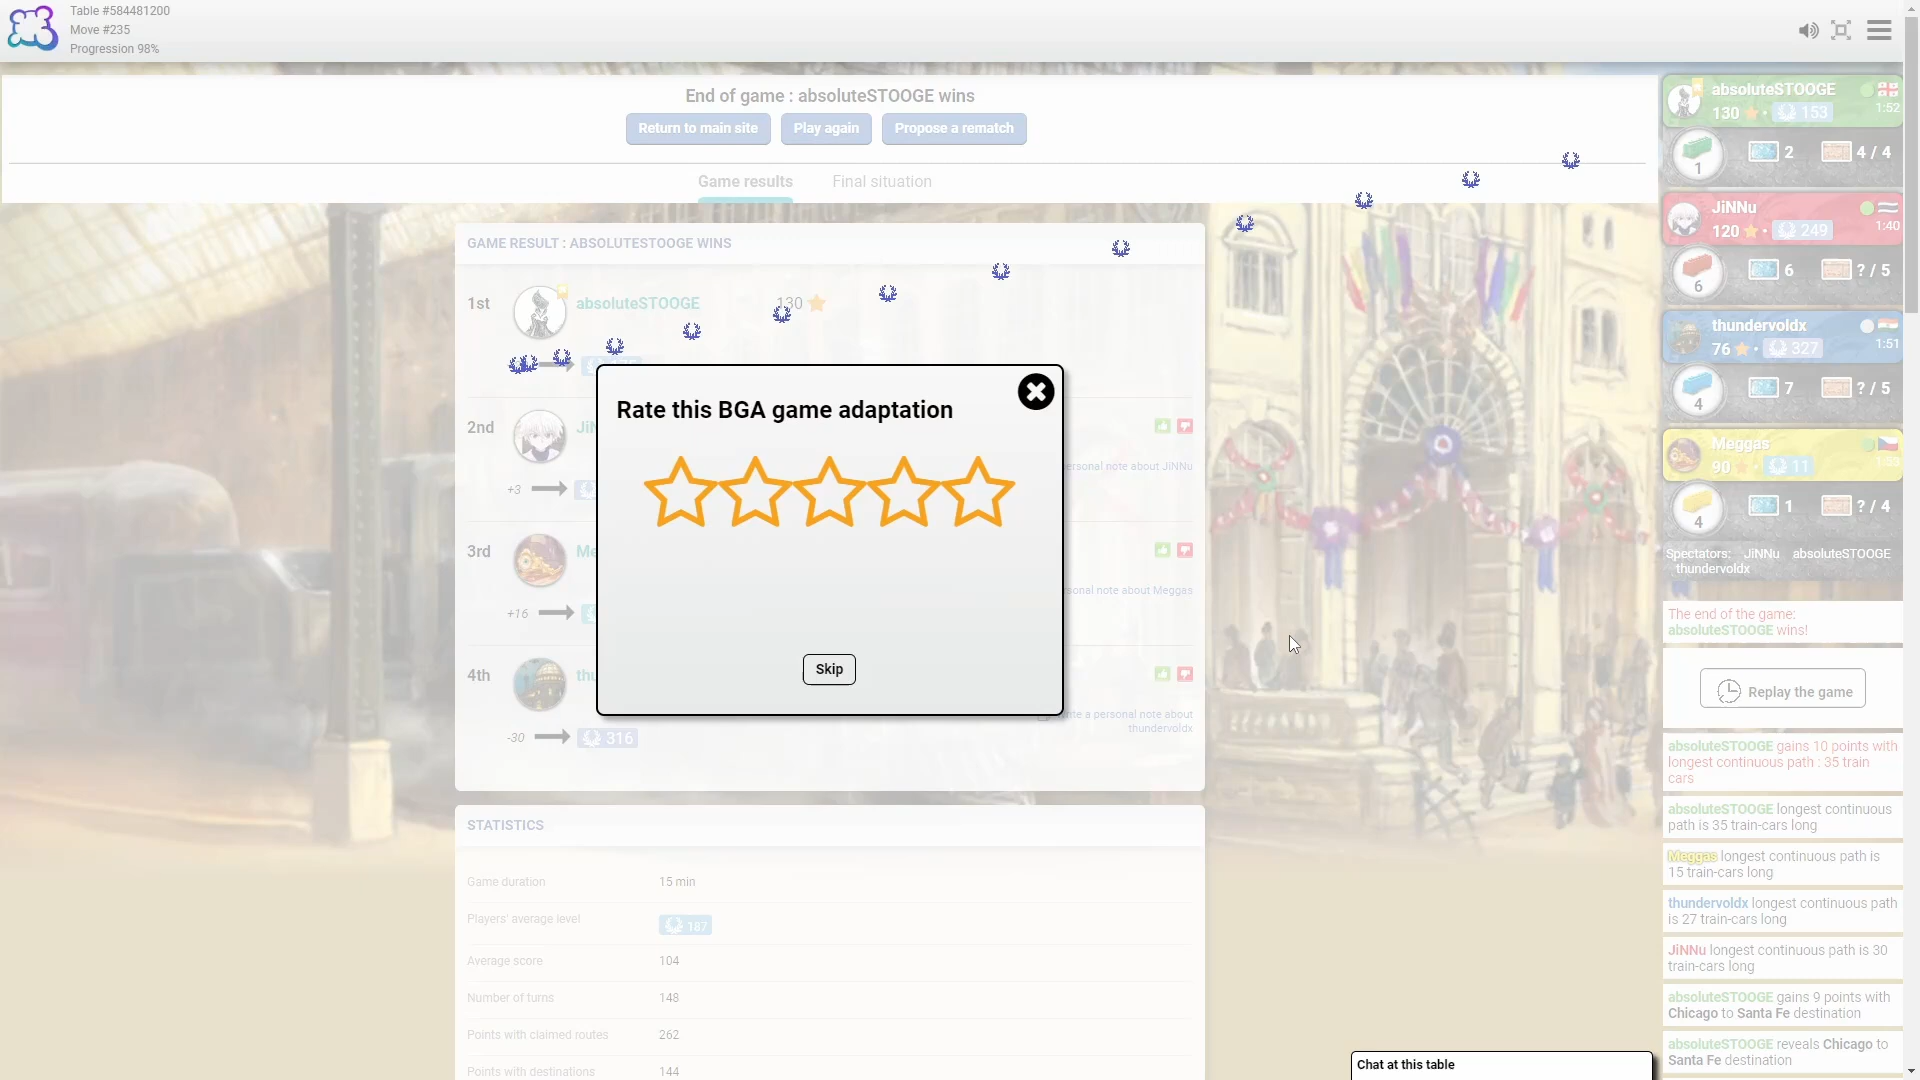 Table #584481200
Move #235
Progression 98%
End of game : absoluteSTOOGE wins
Return to main site
Play again
Propose a rematch
Game results
Final situation
GAME RESULT : ABSOLUTESTOOGE WINS
1st
absoluteSTOOGE
130
2nd
+3
ersonal note about JiNNu
3rd
Me
+16
sonal note about Meggas
4th
thu
-30
316
Write a personal note about
thundervoldx
Rate this BGA game adaptation
Skip
STATISTICS
Game duration
15 min
Players' average level
187
Average score
104
Number of turns
148
Points with claimed routes
262
Points with destinations
144
absoluteSTOOGE
130
153
1:52
1
2
4 / 4
JiNNu
120
249
1:40
6
6
? / 5
thundervoldx
76
327
1:51
4
7
? / 5
Meggas
90
11
1:53
4
1
? / 4
Spectators: JiNNu absoluteSTOOGE
thundervoldx
The end of the game:
absoluteSTOOGE wins!
Replay the game
absoluteSTOOGE gains 10 points with
longest continuous path : 35 train
cars
absoluteSTOOGE longest continuous
path is 35 train-cars long
Meggas longest continuous path is
15 train-cars long
thundervoldx longest continuous path
is 27 train-cars long
JiNNu longest continuous path is 30
train-cars long
absoluteSTOOGE gains 9 points with
Chicago to Santa Fe destination
absoluteSTOOGE reveals Chicago to
Santa Fe destination
Chat at this table